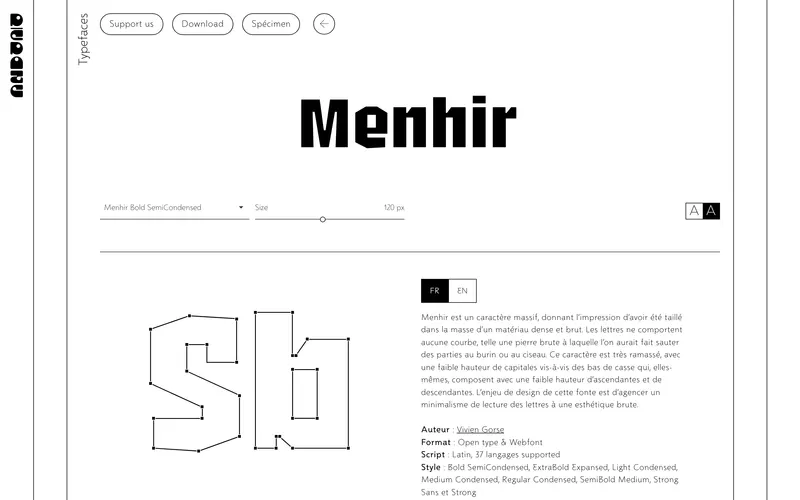 Typefaces
Support us
Download
Spécimen
Menhir
Menhir Bold SemiCondensed
Size
120 px
A A
FR
EN
Menhir est un caractère massif, donnant l'impression d'avoir été taillé
dans la masse d'un matériau dense et brut. Les lettres ne comportent
aucune courbe, telle une pierre brute à laquelle l'on aurait fait sauter
des parties au burin ou au ciseau. Ce caractère est très ramassé, avec
une faible hauteur de capitales vis-à-vis des bas de casse qui, elles-
mêmes, composent avec une faible hauteur d'ascendantes et de
descendantes. L'enjeu de design de cette fonte est d'agencer un
minimalisme de lecture des lettres à une esthétique brute.
Auteur : Vivien Gorse
Format : Open type & Webfont
Script : Latin, 37 langages supported
Style : Bold SemiCondensed, ExtraBold Expansed, Light Condensed,
Medium Condensed, Regular Condensed, SemiBold Medium, Strong
Sans et Strong
Sb